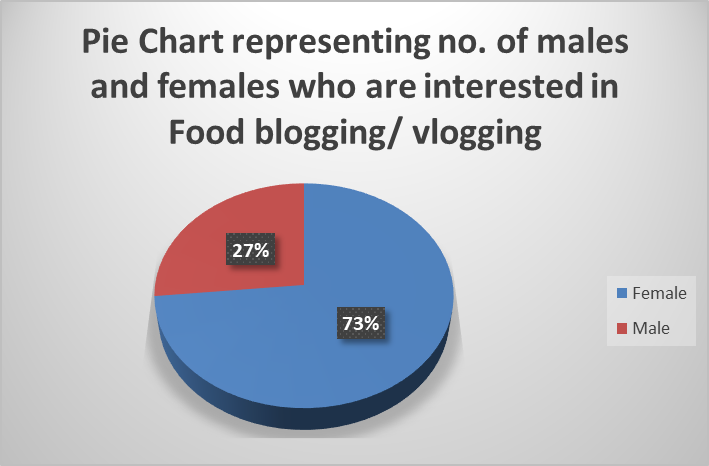 Pie Chart representing no. of males
and females who are interested in
Food blogging/ vlogging
27%
73%
Female
Male